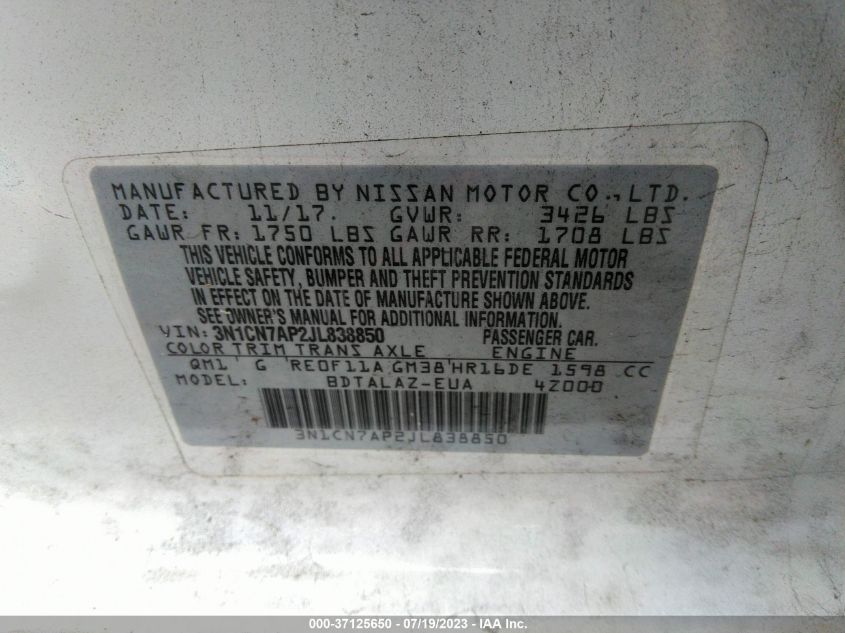 MANUFACTURED BY NISSAN MOTOR CO., LTD.
DATE: 11/17. GVWR: 3426 LBS
GAWR FR: 1750 LBS GAWR RR: 1708 LBS
THIS VEHICLE CONFORMS TO ALL APPLICABLE FEDERAL MOTOR
VEHICLE SAFETY, BUMPER AND THEFT PREVENTION STANDARDS
IN EFFECT ON THE DATE OF MANUFACTURE SHOWN ABOVE.
SEE OWNER'S MANUAL FOR ADDITIONAL INFORMATION.
VIN: 3N1CN7AP2JL838850 PASSENGER CAR.
COLOR TRIM TRANS AXLE ENGINE
QM1 G RE0F11A GM38 HR16DE 1598 CC
MODEL: BDTALAZ-EUA 4Z000
3N1CN7AP2JL838850
000-37125650 - 07/19/2023 - IAA Inc.